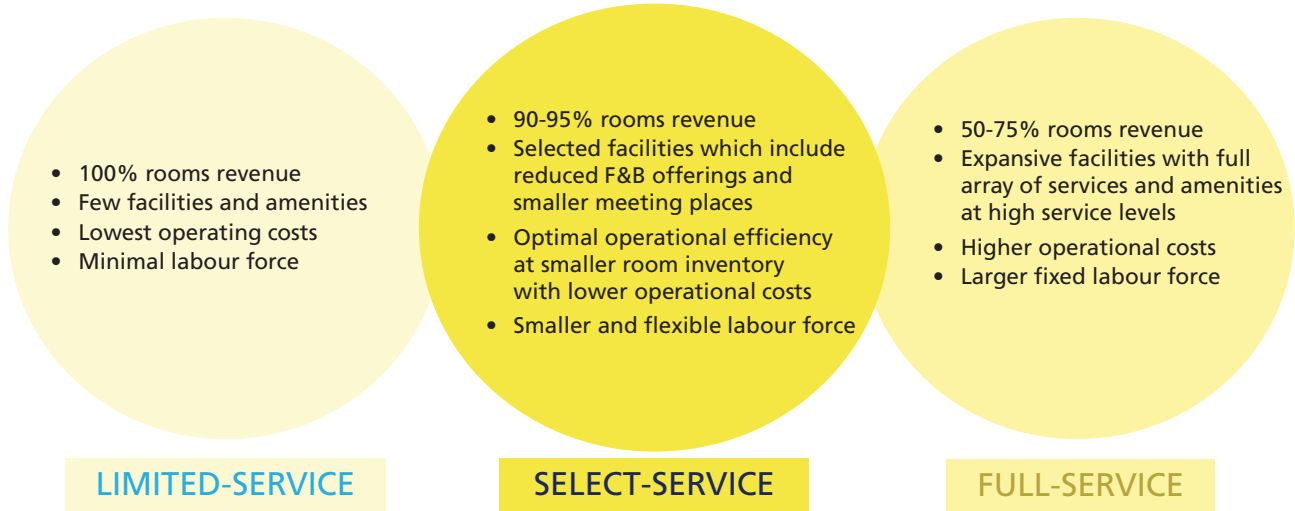 • 100% rooms revenue
• Few facilities and amenities
• Lowest operating costs
• Minimal labour force
LIMITED-SERVICE
• 90-95% rooms revenue
• Selected facilities which include
reduced F&B offerings and
smaller meeting places
• Optimal operational efficiency
at smaller room inventory
with lower operational costs
• Smaller and flexible labour force
SELECT-SERVICE
• 50-75% rooms revenue
• Expansive facilities with full
array of services and amenities
at high service levels
• Higher operational costs
• Larger fixed labour force
FULL-SERVICE